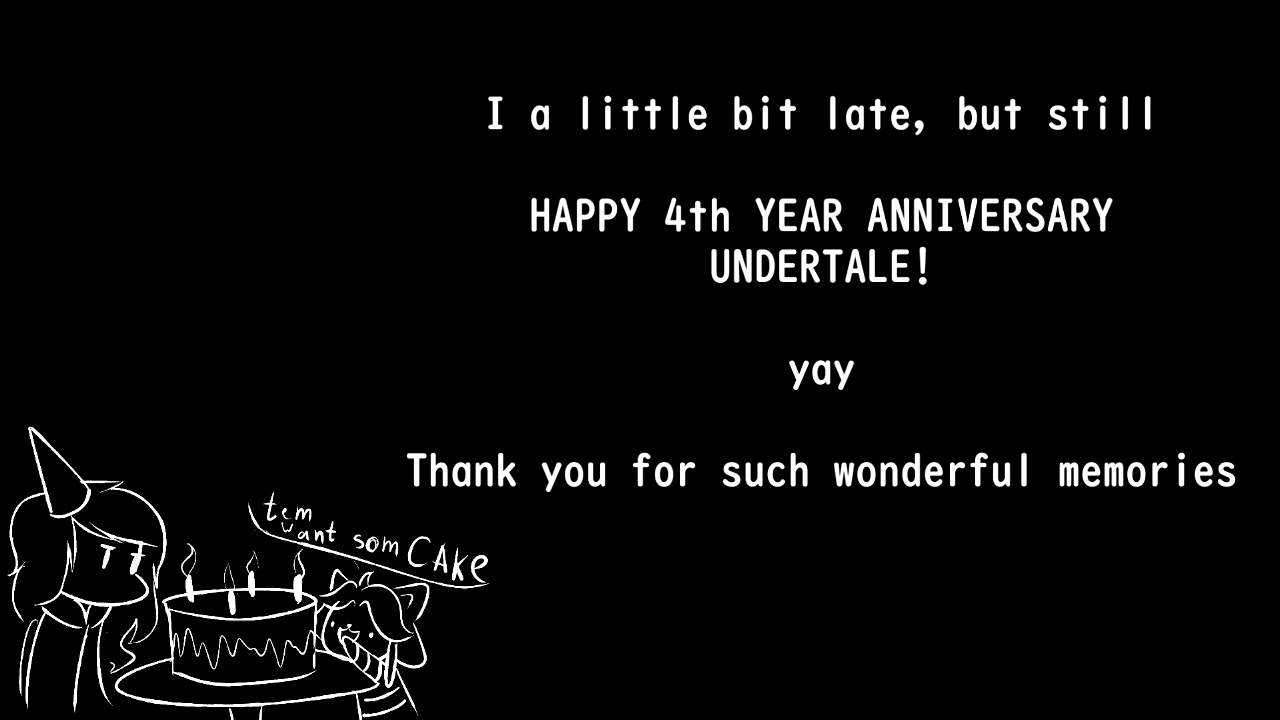 I a little bit late, but still
HAPPY 4th YEAR ANNIVERSARY
UNDERTALE!
yay
Thank you for such wonderful memories
tem
want som CAKe